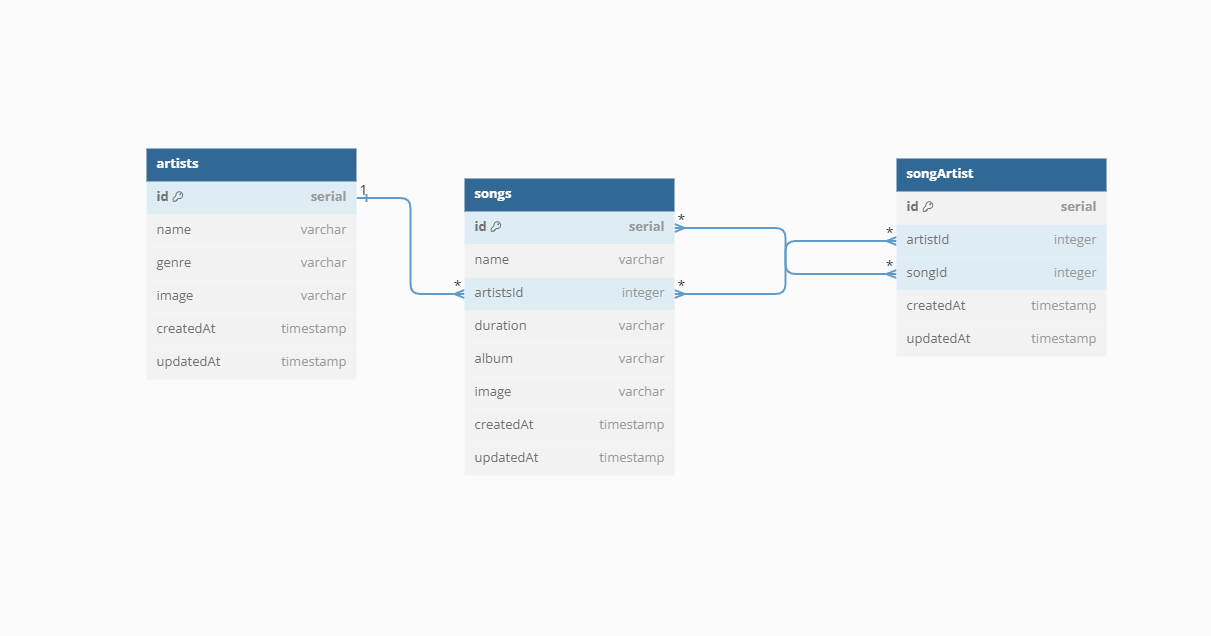 artists
id serial
name varchar
genre varchar
image varchar
createdAt timestamp
updatedAt timestamp
1
*
songs
id serial
name varchar
artistsId integer
duration varchar
album varchar
image varchar
createdAt timestamp
updatedAt timestamp
*
*
*
*
songArtist
id serial
artistId integer
songId integer
createdAt timestamp
updatedAt timestamp